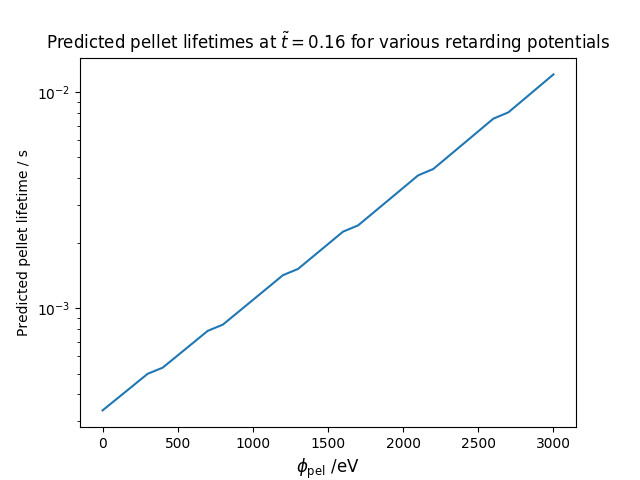 Predicted pellet lifetimes at t̃ = 0.16 for various retarding potentials
10⁻²
10⁻³
Predicted pellet lifetime / s
0 500 1000 1500 2000 2500 3000
ϕ_pel /eV